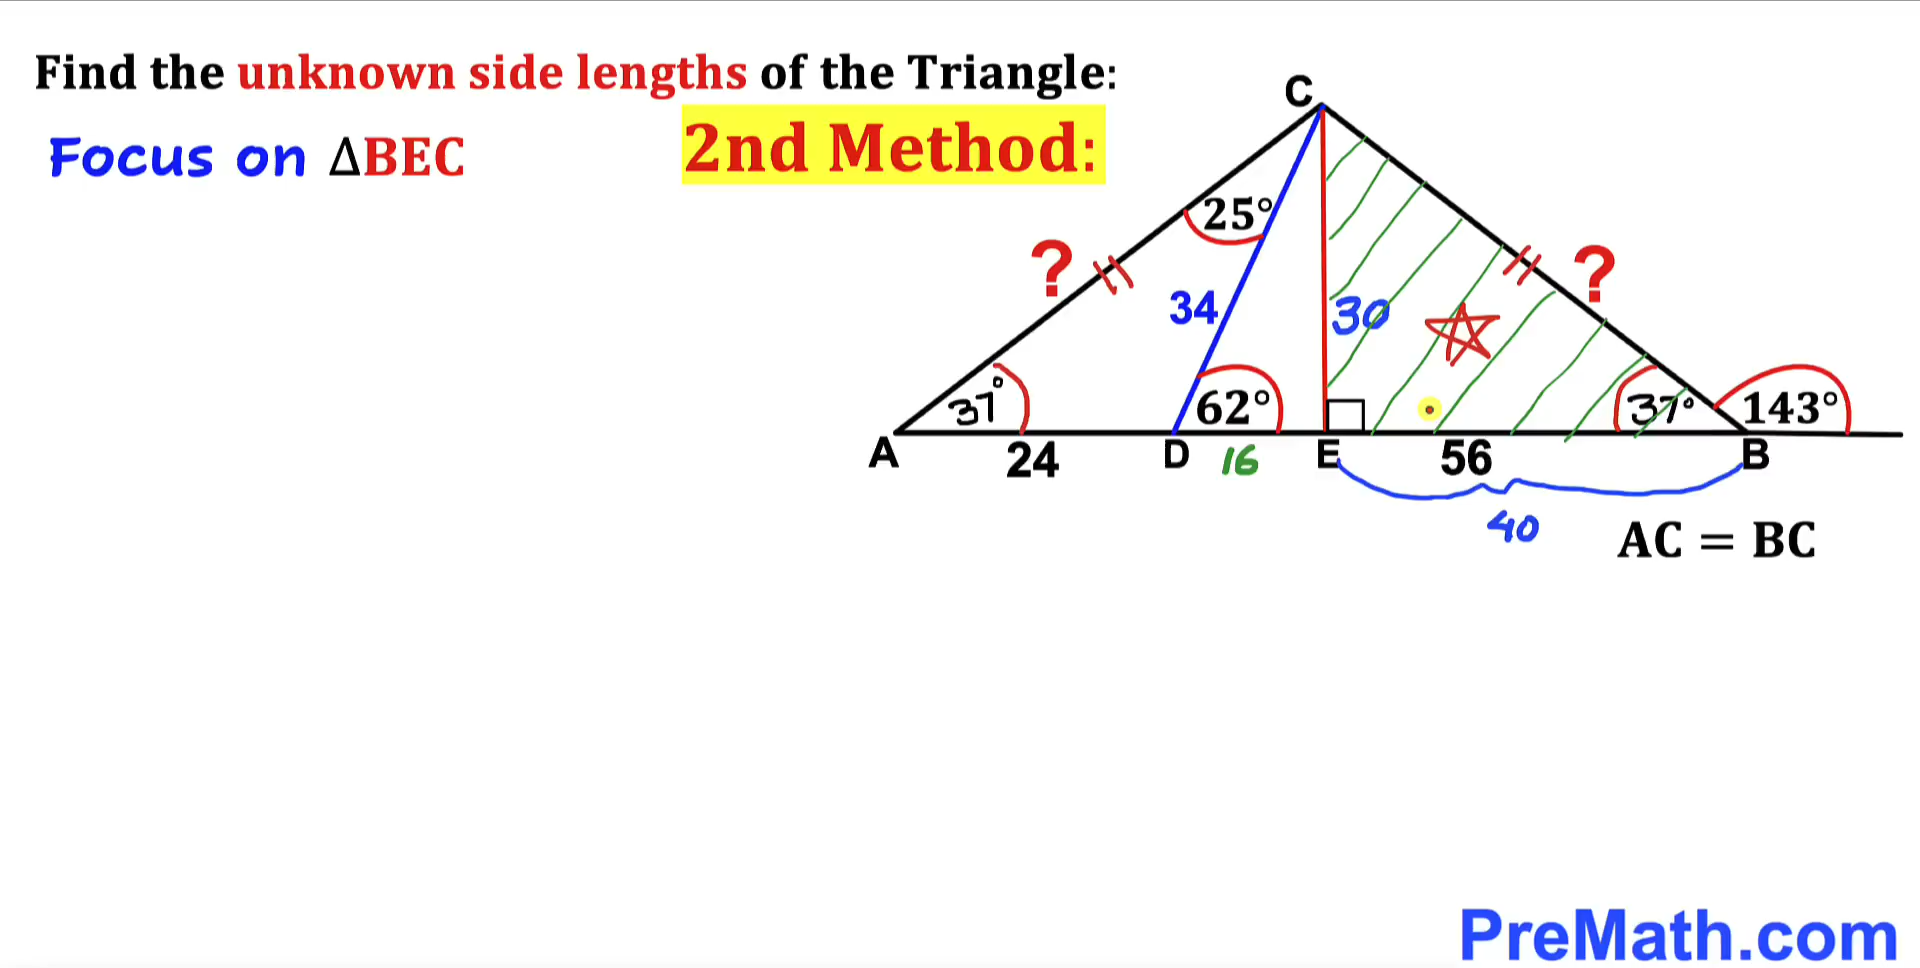 Find the unknown side lengths of the Triangle:
Focus on ΔBEC
2nd Method:
C
25°
?
?
34
30
37°
62°
37°
143°
A
24
D
16
E
56
B
40
AC = BC
PreMath.com